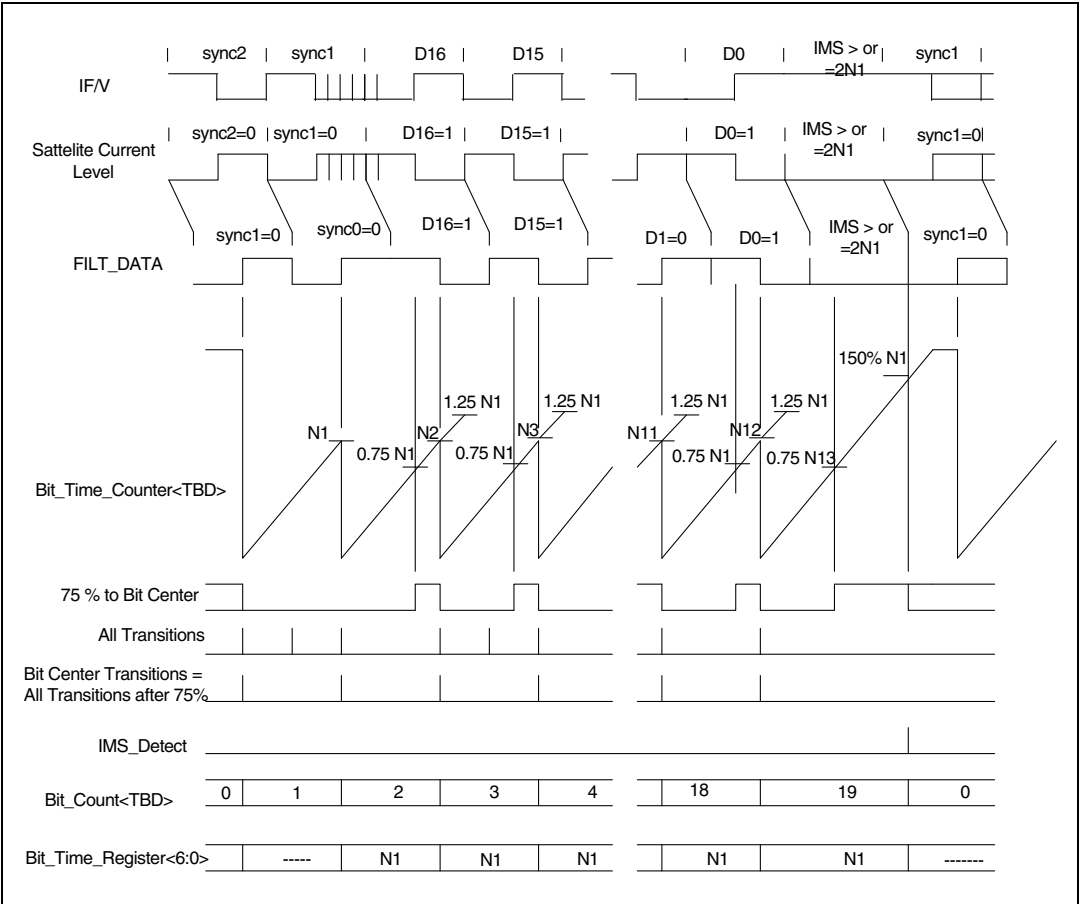 sync2 sync1 D16 D15 D0 IMS > or sync1
=2N1
IF/V
sync2=0 sync1=0 D16=1 D15=1 D0=1 IMS > or sync1=0
=2N1
Sattelite Current
Level
sync1=0 sync0=0 D16=1 D15=1 D1=0 D0=1 IMS > or sync1=0
=2N1
FILT_DATA
150% N1
1.25 N1 1.25 N1 1.25 N1 1.25 N1
N1 N2 N3 N11 N12
0.75 N1 0.75 N1 0.75 N1 0.75 N13
Bit_Time_Counter<TBD>
75 % to Bit Center
All Transitions
Bit Center Transitions =
All Transitions after 75%
IMS_Detect
Bit_Count<TBD> 0 1 2 3 4 18 19 0
Bit_Time_Register<6:0> ----- N1 N1 N1 N1 N1 -------